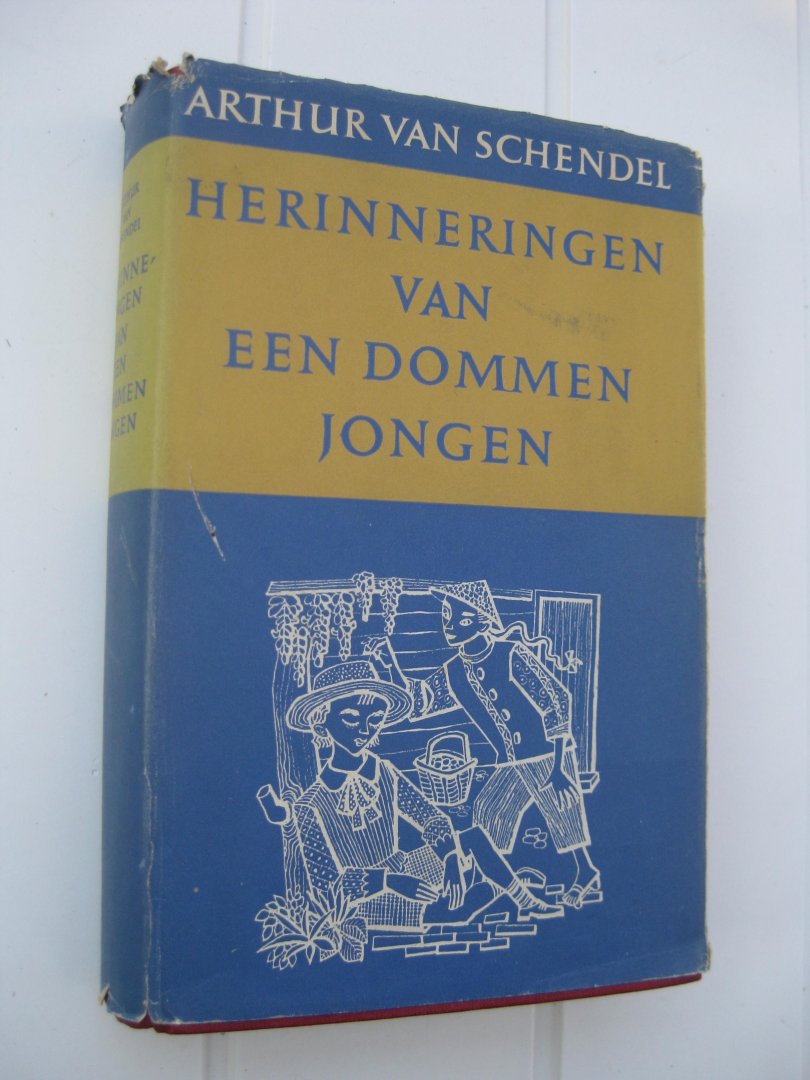 ARTHUR VAN SCHENDEL
HERINNERINGEN
VAN
EEN DOMMEN
JONGEN